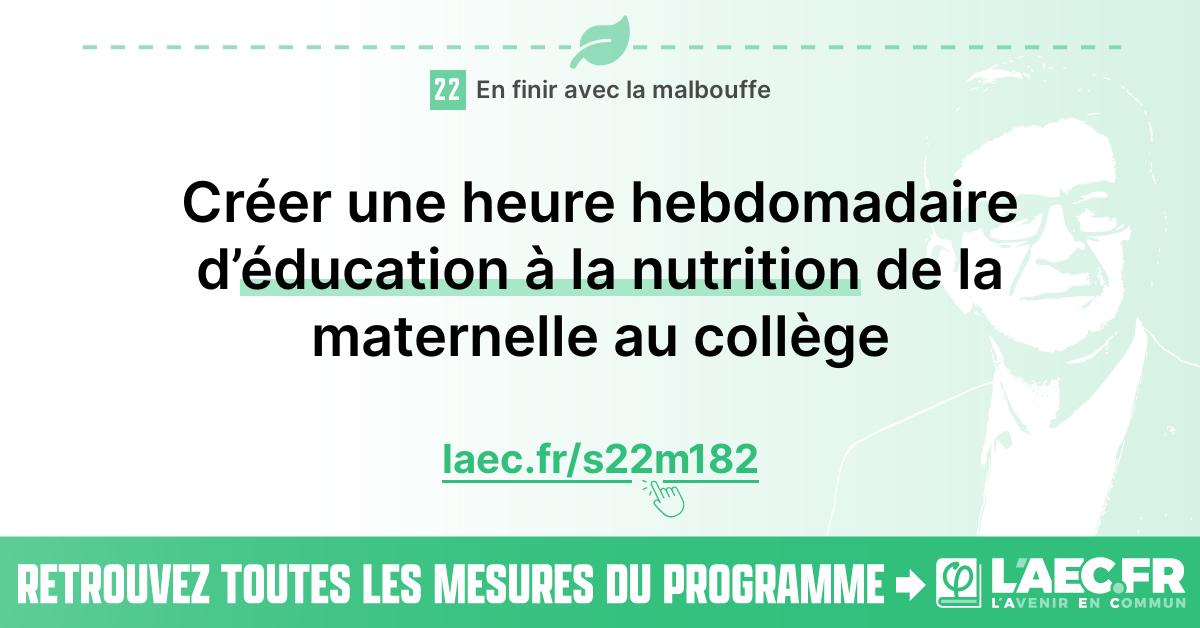 22 En finir avec la malbouffe
Créer une heure hebdomadaire
d’éducation à la nutrition de la
maternelle au collège
laec.fr/s22m182
RETROUVEZ TOUTES LES MESURES DU PROGRAMME
φ
L'AEC.FR
L'AVENIR EN COMMUN